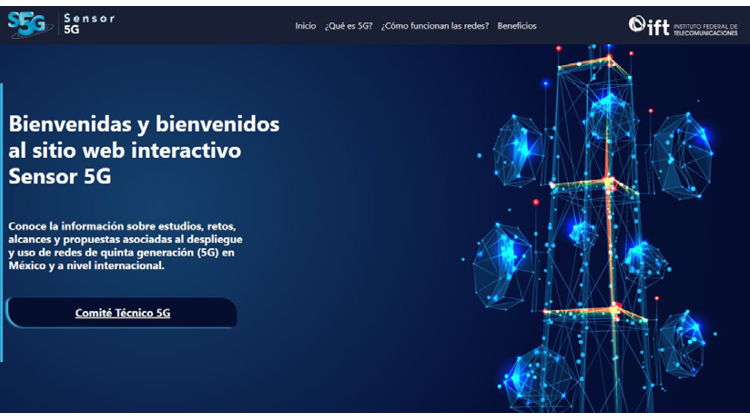 S5G
Sensor
5G
Inicio ¿Qué es 5G? ¿Cómo funcionan las redes? Beneficios
ift
INSTITUTO FEDERAL DE
TELECOMUNICACIONES
Bienvenidas y bienvenidos
al sitio web interactivo
Sensor 5G
Conoce la información sobre estudios, retos,
alcances y propuestas asociadas al despliegue
y uso de redes de quinta generación (5G) en
México y a nivel internacional.
Comité Técnico 5G